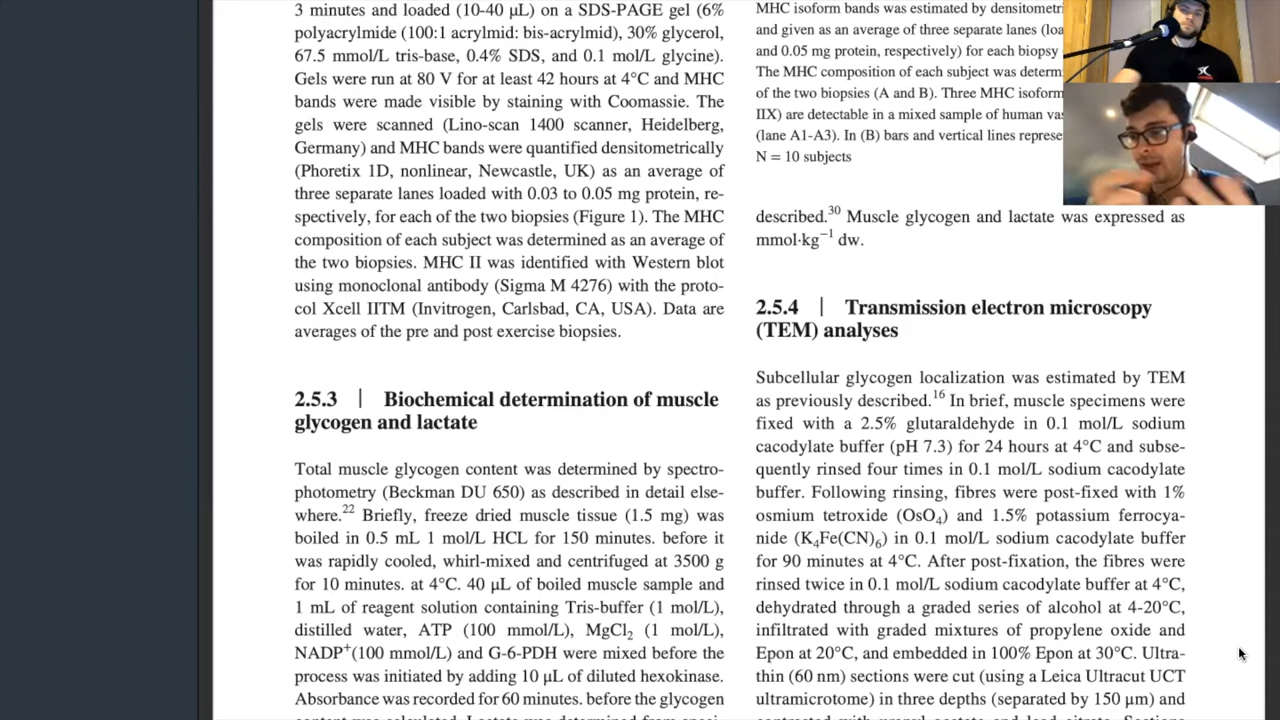 3 minutes and loaded (10-40 μL) on a SDS-PAGE gel (6%
polyacrylmide (100:1 acrylmid: bis-acrylmid), 30% glycerol,
67.5 mmol/L tris-base, 0.4% SDS, and 0.1 mol/L glycine).
Gels were run at 80 V for at least 42 hours at 4°C and MHC
bands were made visible by staining with Coomassie. The
gels were scanned (Lino-scan 1400 scanner, Heidelberg,
Germany) and MHC bands were quantified densitometrically
(Phoretix 1D, nonlinear, Newcastle, UK) as an average of
three separate lanes loaded with 0.03 to 0.05 mg protein, re-
spectively, for each of the two biopsies (Figure 1). The MHC
composition of each subject was determined as an average of
the two biopsies. MHC II was identified with Western blot
using monoclonal antibody (Sigma M 4276) with the proto-
col Xcell IITM (Invitrogen, Carlsbad, CA, USA). Data are
averages of the pre and post exercise biopsies.
2.5.3 | Biochemical determination of muscle
glycogen and lactate
Total muscle glycogen content was determined by spectro-
photometry (Beckman DU 650) as described in detail else-
where.22 Briefly, freeze dried muscle tissue (1.5 mg) was
boiled in 0.5 mL 1 mol/L HCL for 150 minutes. before it
was rapidly cooled, whirl-mixed and centrifuged at 3500 g
for 10 minutes. at 4°C. 40 μL of boiled muscle sample and
1 mL of reagent solution containing Tris-buffer (1 mol/L),
distilled water, ATP (100 mmol/L), MgCl2 (1 mol/L),
NADP+(100 mmol/L) and G-6-PDH were mixed before the
process was initiated by adding 10 μL of diluted hexokinase.
Absorbance was recorded for 60 minutes. before the glycogen
MHC isoform bands was estimated by densitometr
and given as an average of three separate lanes (loa
and 0.05 mg protein, respectively) for each biopsy
The MHC composition of each subject was determ
of the two biopsies (A and B). Three MHC isoform
IIX) are detectable in a mixed sample of human vas
(lane A1-A3). In (B) bars and vertical lines represe
N = 10 subjects
described.30 Muscle glycogen and lactate was expressed as
mmol·kg−1 dw.
2.5.4 | Transmission electron microscopy
(TEM) analyses
Subcellular glycogen localization was estimated by TEM
as previously described.16 In brief, muscle specimens were
fixed with a 2.5% glutaraldehyde in 0.1 mol/L sodium
cacodylate buffer (pH 7.3) for 24 hours at 4°C and subse-
quently rinsed four times in 0.1 mol/L sodium cacodylate
buffer. Following rinsing, fibres were post-fixed with 1%
osmium tetroxide (OsO4) and 1.5% potassium ferrocya-
nide (K4Fe(CN)6) in 0.1 mol/L sodium cacodylate buffer
for 90 minutes at 4°C. After post-fixation, the fibres were
rinsed twice in 0.1 mol/L sodium cacodylate buffer at 4°C,
dehydrated through a graded series of alcohol at 4-20°C,
infiltrated with graded mixtures of propylene oxide and
Epon at 20°C, and embedded in 100% Epon at 30°C. Ultra-
thin (60 nm) sections were cut (using a Leica Ultracut UCT
ultramicrotome) in three depths (separated by 150 μm) and